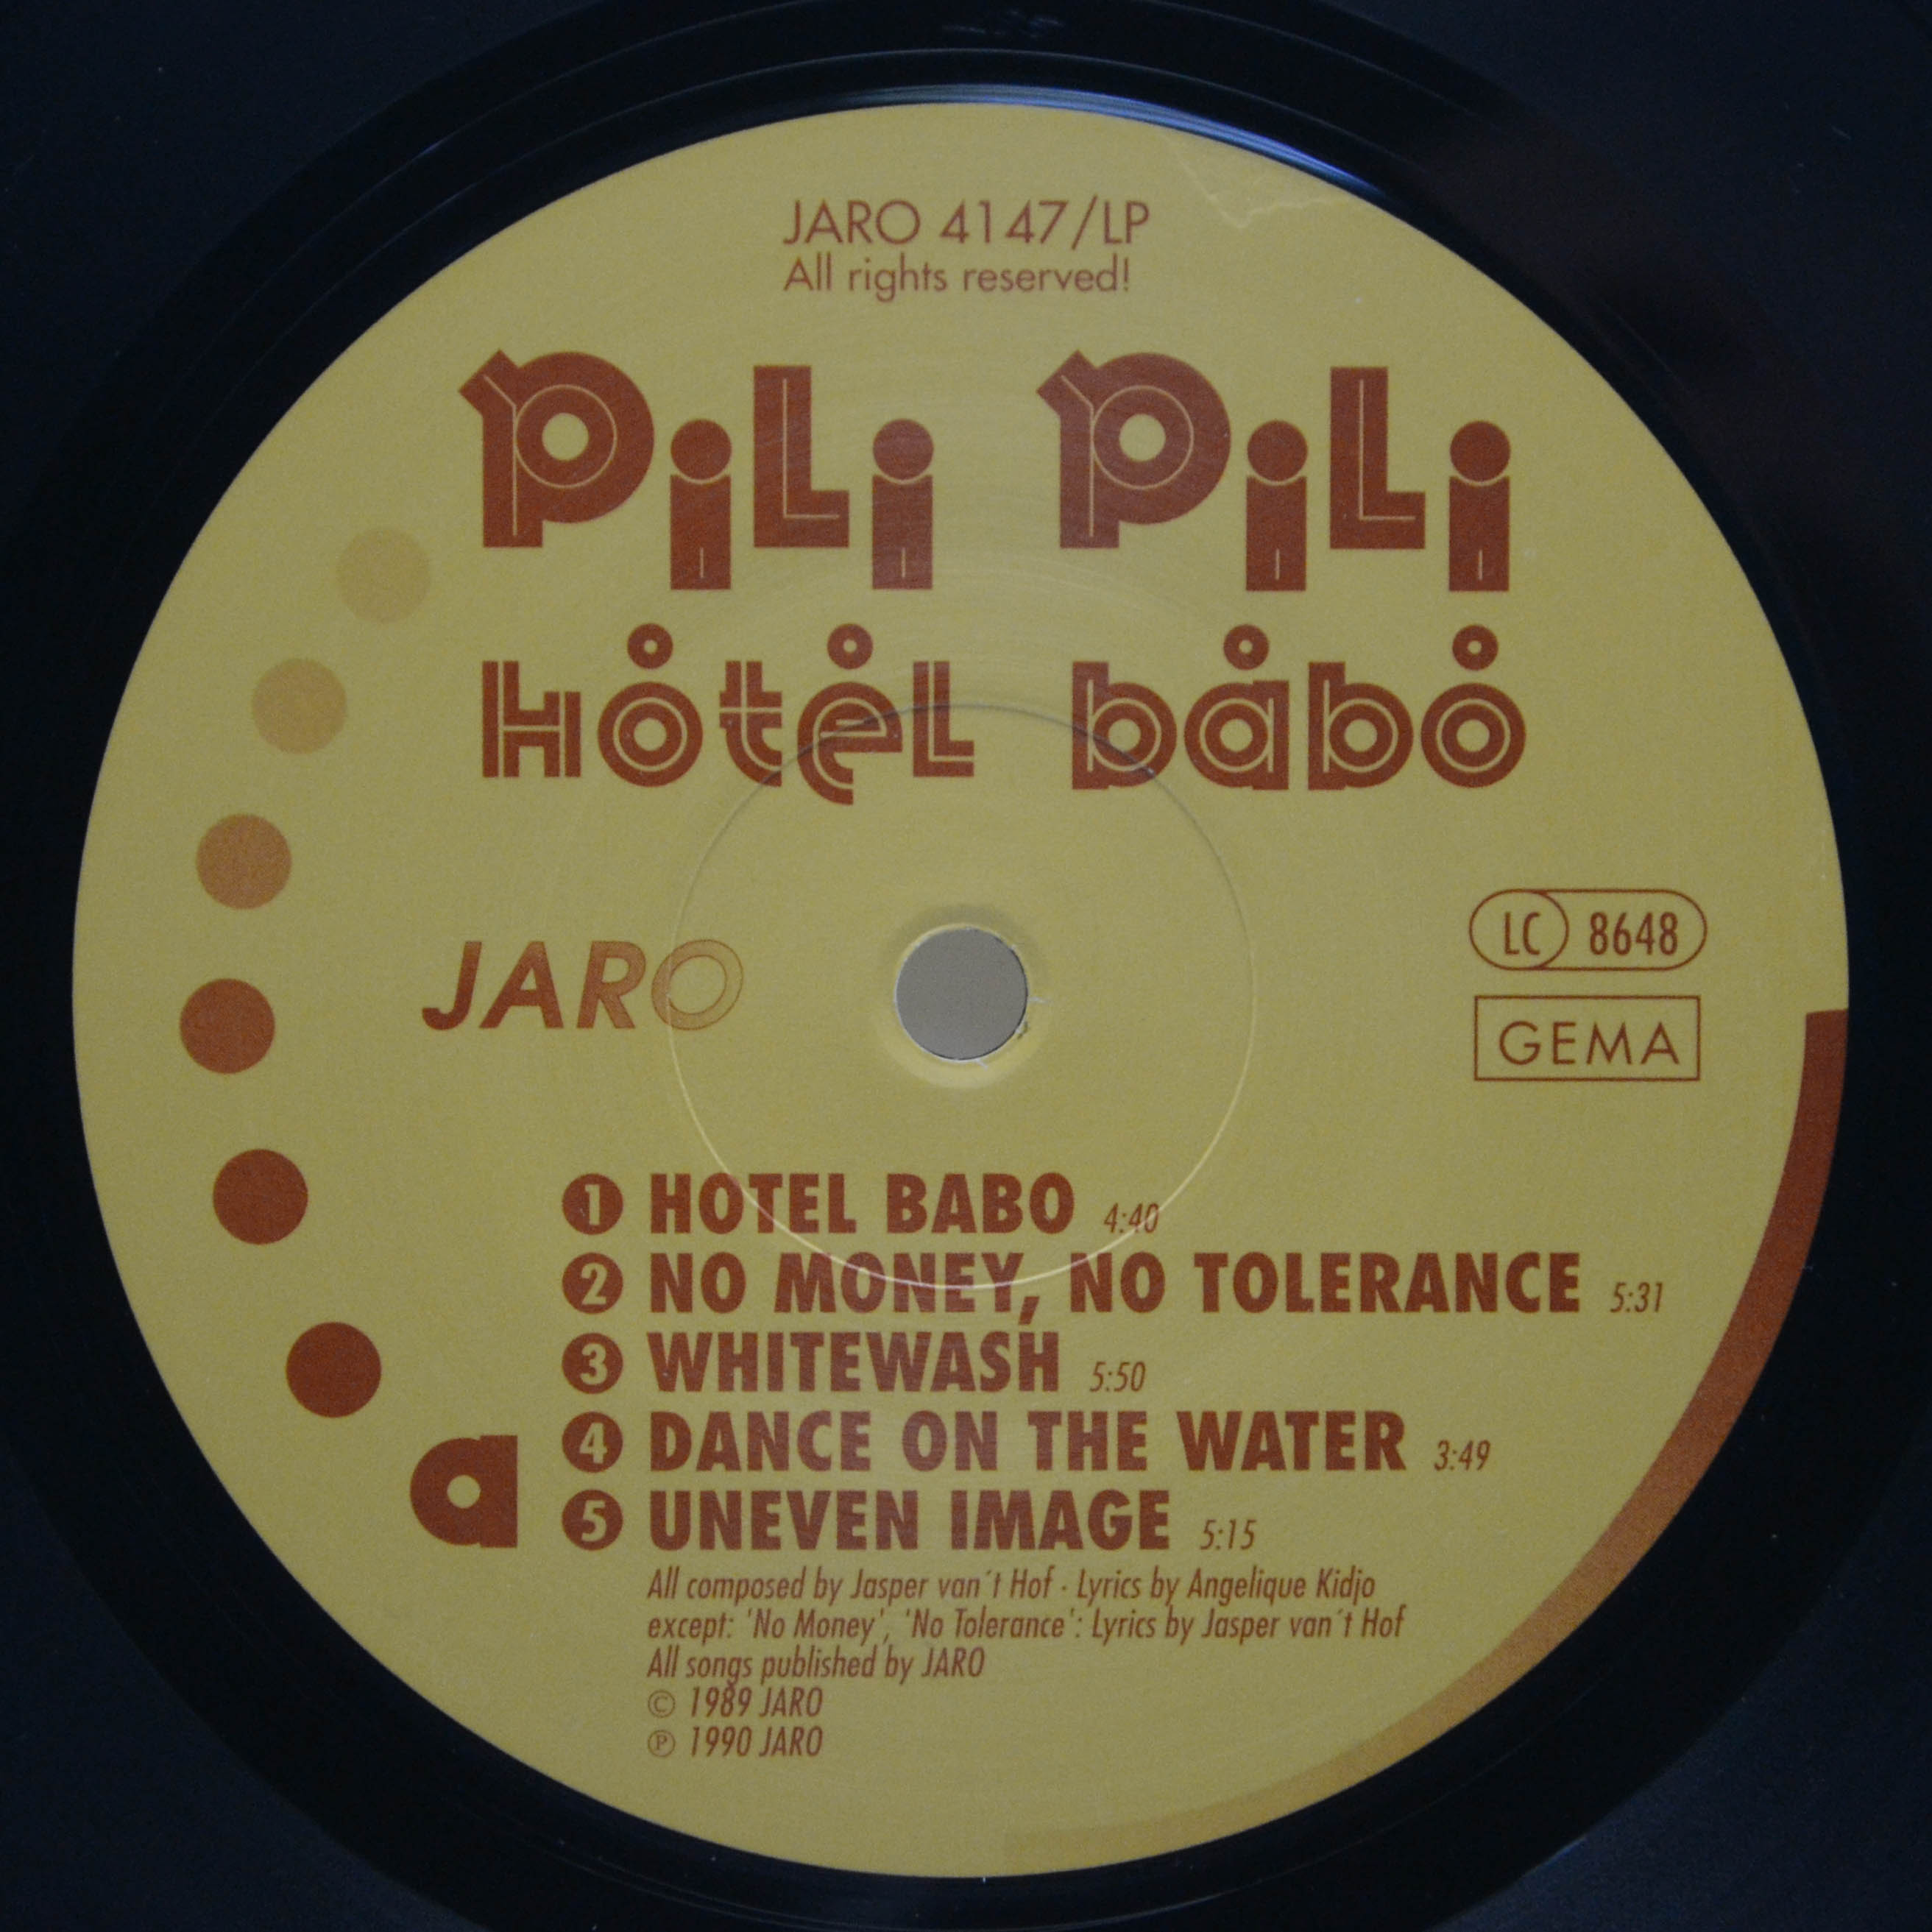 JARO 4147/LP
All rights reserved!
PiLi PiLi
HoteL babo
LC 8648
JARO
GEMA
1 HOTEL BABO 4:40
2 NO MONEY, NO TOLERANCE 5:31
3 WHITEWASH 5:50
4 DANCE ON THE WATER 3:49
a 5 UNEVEN IMAGE 5:15
All composed by Jasper van´t Hof · Lyrics by Angelique Kidjo
except: 'No Money', 'No Tolerance': Lyrics by Jasper van´t Hof
All songs published by JARO
© 1989 JARO
℗ 1990 JARO